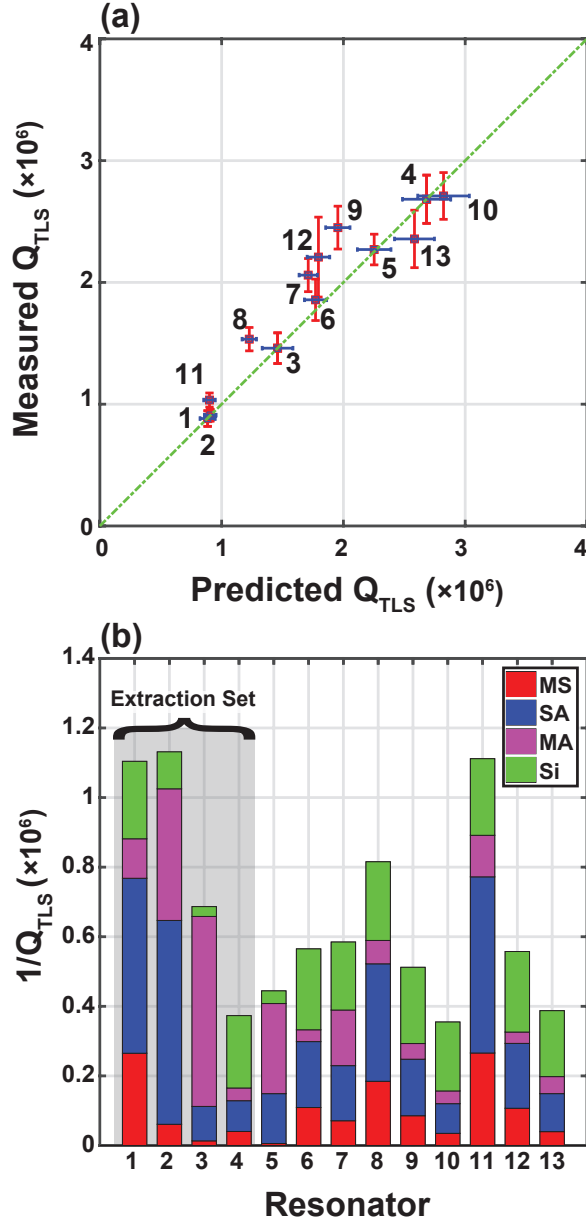 (a)
4
3
2
1
0
Measured Q_TLS (×10⁶)
4
9
10
12
13
5
7
6
8
3
11
1
2
0 1 2 3 4
Predicted Q_TLS (×10⁶)
(b)
1.4
1.2
1
0.8
0.6
0.4
0.2
0
1/Q_TLS (×10⁶)
Extraction Set
MS
SA
MA
Si
1 2 3 4 5 6 7 8 9 10 11 12 13
Resonator